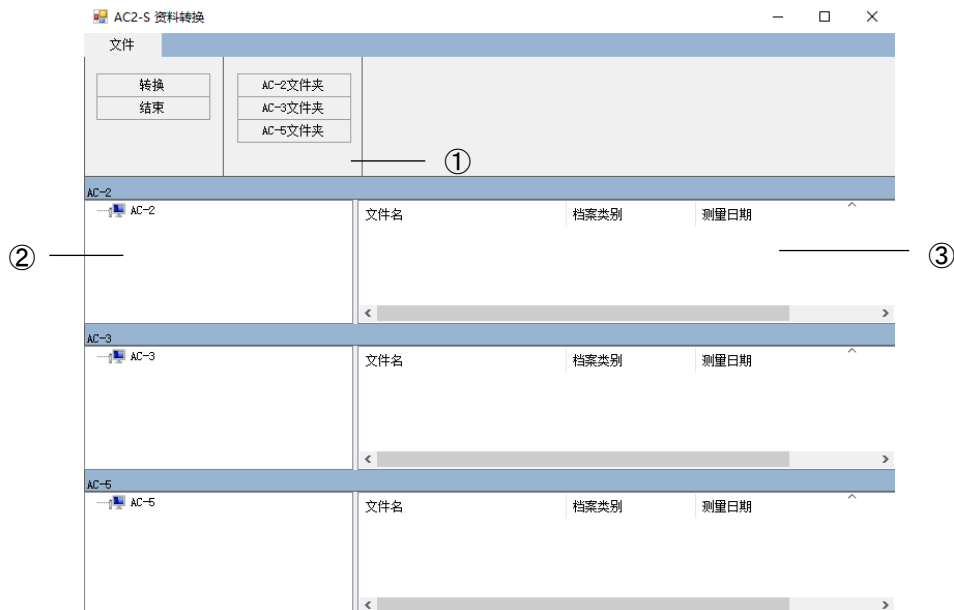 AC2-S 资料转换
文件
转换
结束
AC-2文件夹
AC-3文件夹
AC-5文件夹
①
AC-2
AC-2
文件名 档案类别 测量日期
②
③
AC-3
AC-3
文件名 档案类别 测量日期
AC-5
AC-5
文件名 档案类别 测量日期